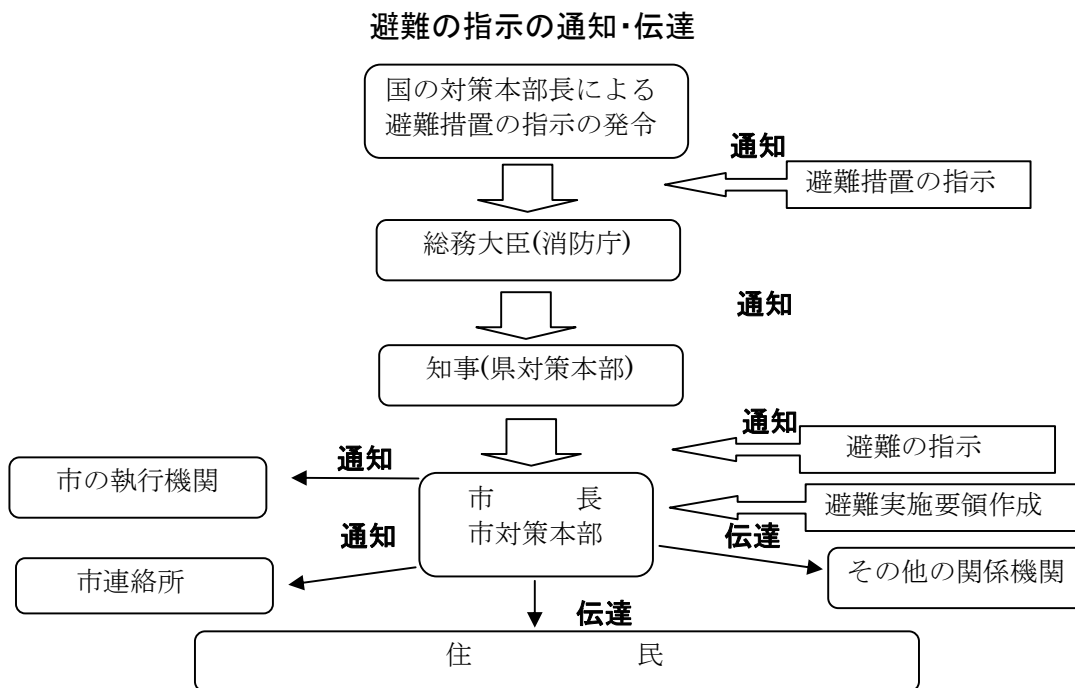 避難の指示の通知・伝達
国の対策本部長による
避難措置の指示の発令
通知
避難措置の指示
総務大臣(消防庁)
通知
知事(県対策本部)
通知
避難の指示
通知
市の執行機関
市　　　長
市対策本部
避難実施要領作成
通知
伝達
市連絡所
その他の関係機関
伝達
住　　　　　　民